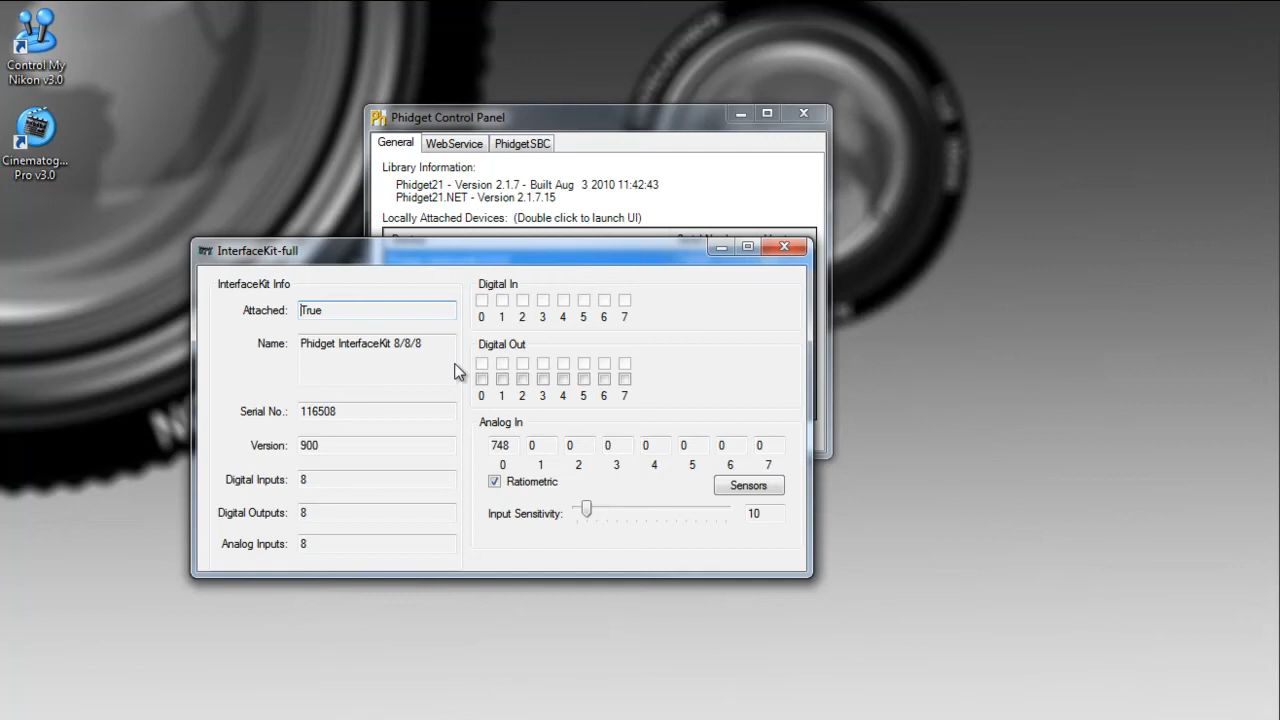 Control My
Nikon v3.0
Cinematog...
Pro v3.0
Phidget Control Panel
General WebService PhidgetSBC
Library Information:
Phidget21 - Version 2.1.7 - Built Aug 3 2010 11:42:43
Phidget21.NET - Version 2.1.7.15
Locally Attached Devices: (Double click to launch UI)
InterfaceKit-full
InterfaceKit Info
Attached: True
Name: Phidget InterfaceKit 8/8/8
Serial No.: 116508
Version: 900
Digital Inputs: 8
Digital Outputs: 8
Analog Inputs: 8
Digital In
0 1 2 3 4 5 6 7
Digital Out
0 1 2 3 4 5 6 7
Analog In
748 0 0 0 0 0 0 0
0 1 2 3 4 5 6 7
Ratiometric
Sensors
Input Sensitivity: 10